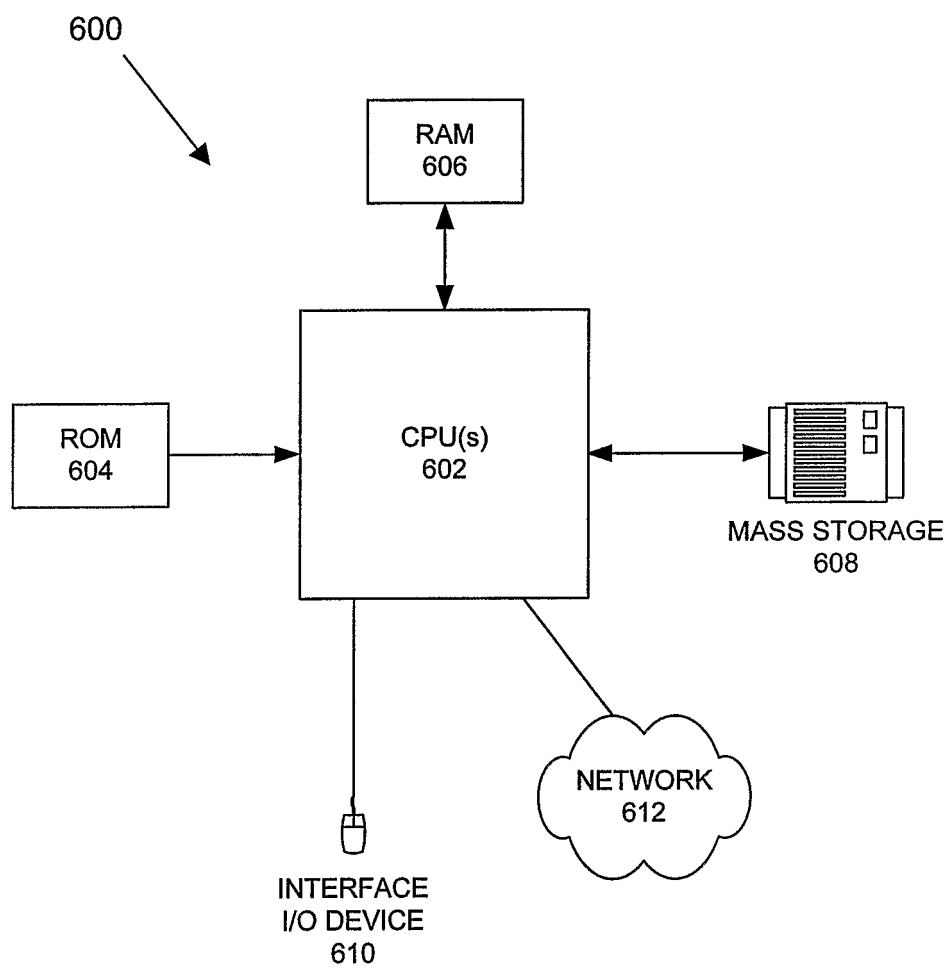 600
RAM
606
ROM
604
CPU(s)
602
MASS STORAGE
608
NETWORK
612
INTERFACE
I/O DEVICE
610